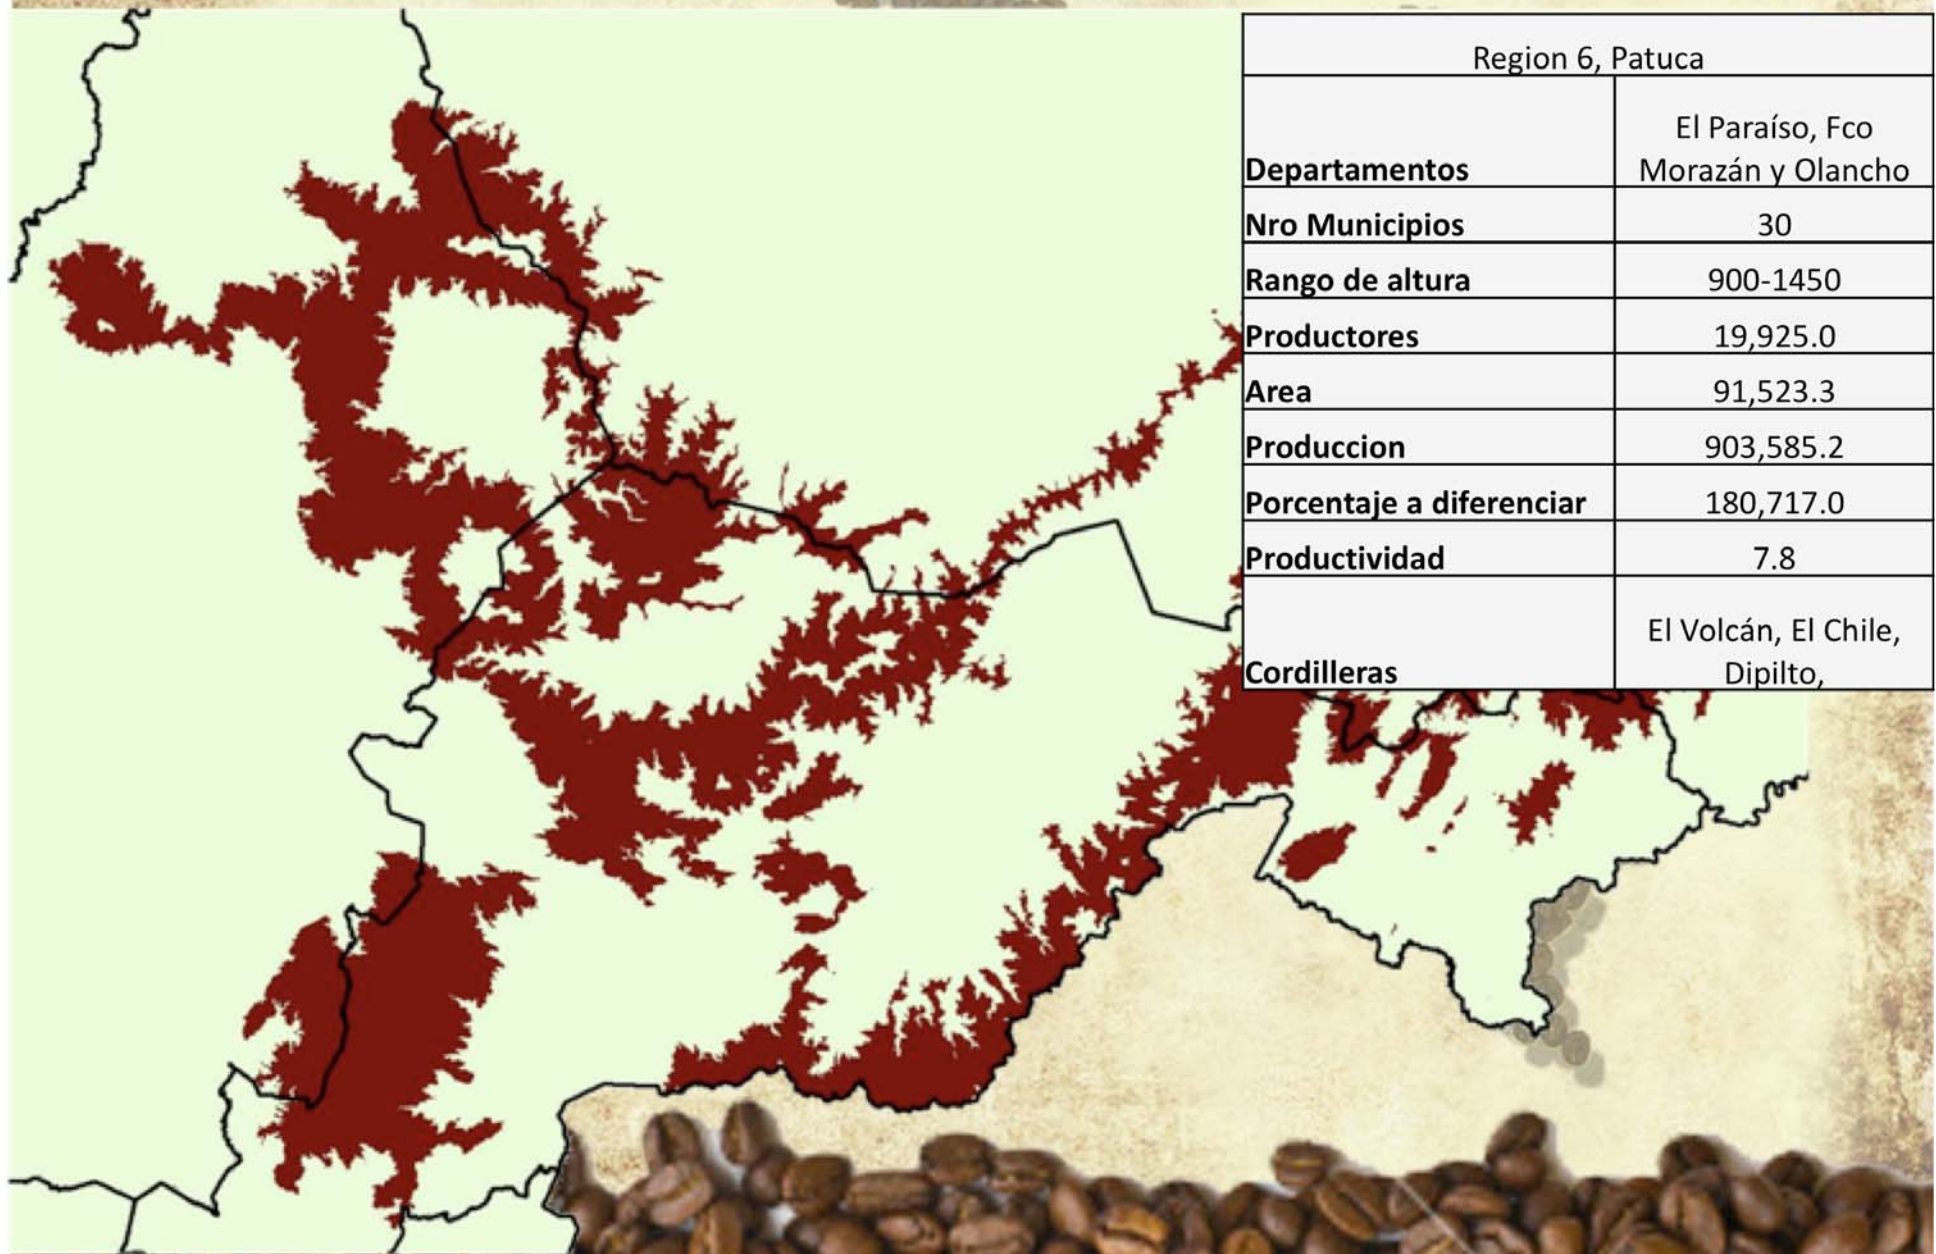 Region 6, Patuca
Departamentos
El Paraíso, Fco
Morazán y Olancho
Nro Municipios
30
Rango de altura
900-1450
Productores
19,925.0
Area
91,523.3
Produccion
903,585.2
Porcentaje a diferenciar
180,717.0
Productividad
7.8
Cordilleras
El Volcán, El Chile,
Dipilto,